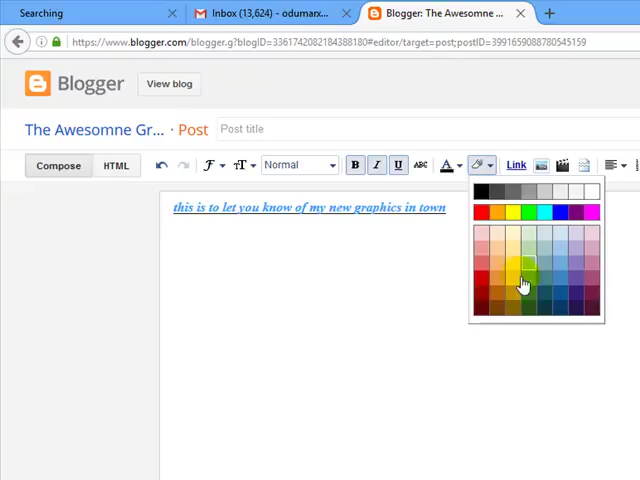 Searching
Inbox (13,624) - odumarx...
Blogger: The Awesomne ...
https://www.blogger.com/blogger.g?blogID=3361742082184388180#editor/target=post;postID=3991659088780545159
Blogger
View blog
The Awesomne Gr... · Post
Post title
Compose
HTML
Normal
B I U ABC A
Link
this is to let you know of my new graphics in town